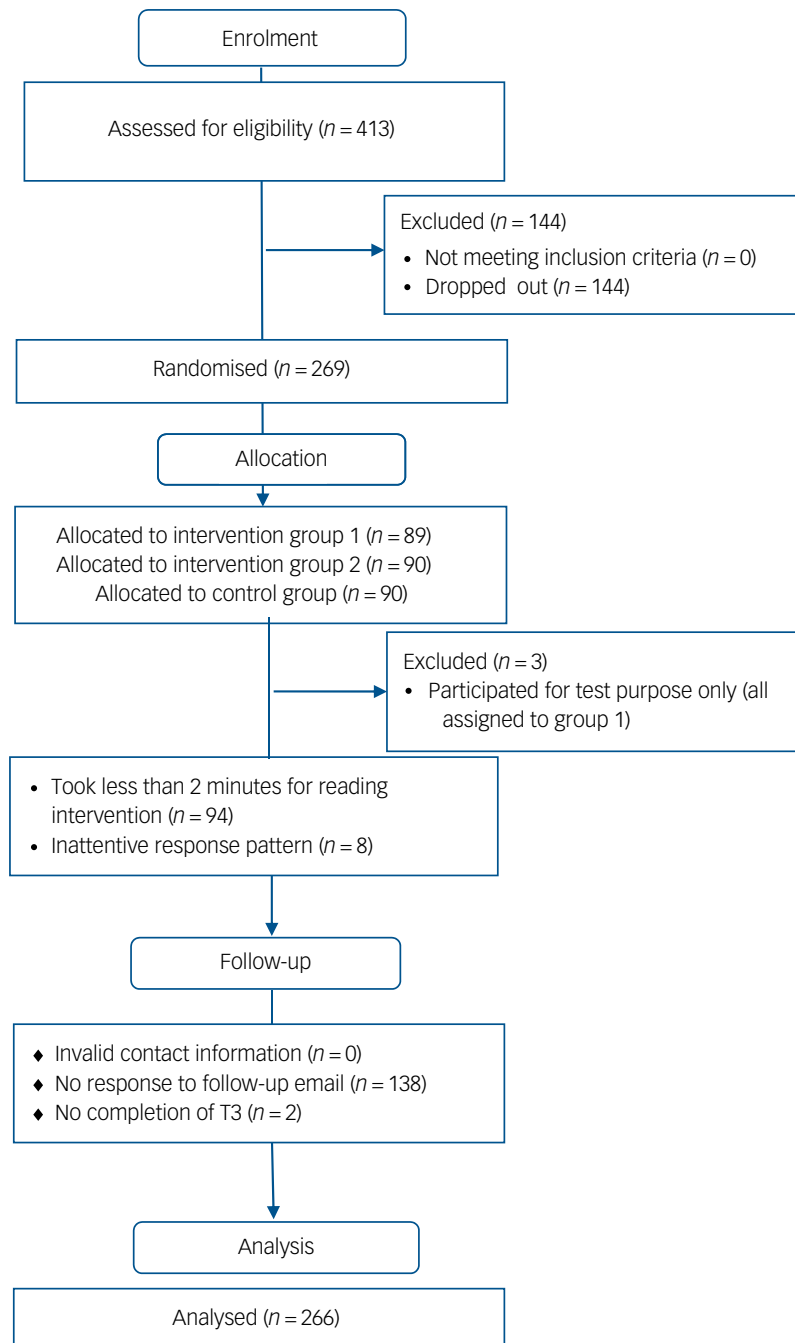 Enrolment
Assessed for eligibility (n = 413)
Excluded (n = 144)
• Not meeting inclusion criteria (n = 0)
• Dropped out (n = 144)
Randomised (n = 269)
Allocation
Allocated to intervention group 1 (n = 89)
Allocated to intervention group 2 (n = 90)
Allocated to control group (n = 90)
Excluded (n = 3)
• Participated for test purpose only (all
assigned to group 1)
• Took less than 2 minutes for reading
intervention (n = 94)
• Inattentive response pattern (n = 8)
Follow-up
♦ Invalid contact information (n = 0)
♦ No response to follow-up email (n = 138)
♦ No completion of T3 (n = 2)
Analysis
Analysed (n = 266)